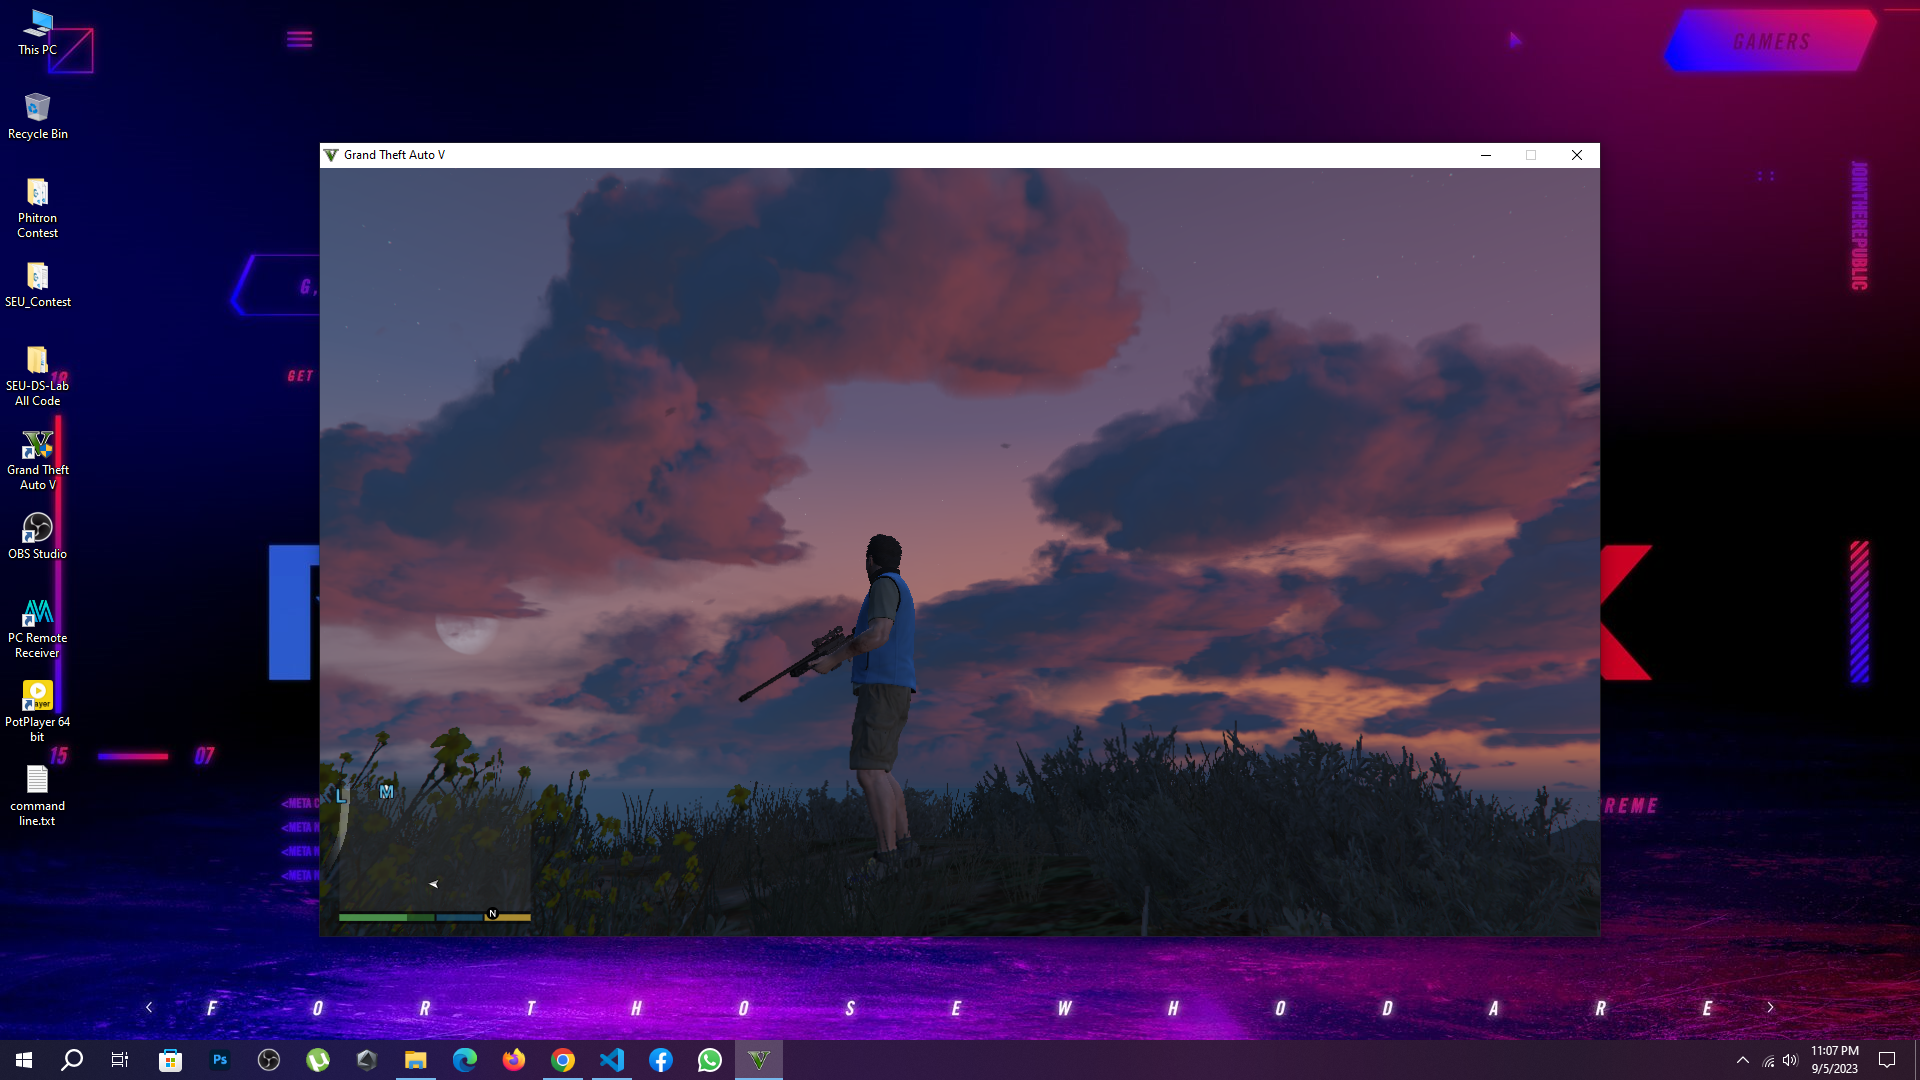 This PC
GAMERS
Recycle Bin
Grand Theft Auto V
JOINTHEREPUBLIC
Phitron
Contest
SEU_Contest
G,
GET
SEU-DS-Lab
All Code
Grand Theft
Auto V
OBS Studio
PC Remote
Receiver
PotPlayer 64
bit
15
07
L
M
command
line.txt
<META
<META
<META
<META
REME
N
F O R T H O S E W H O D A R E
Ps
11:07 PM
9/5/2023